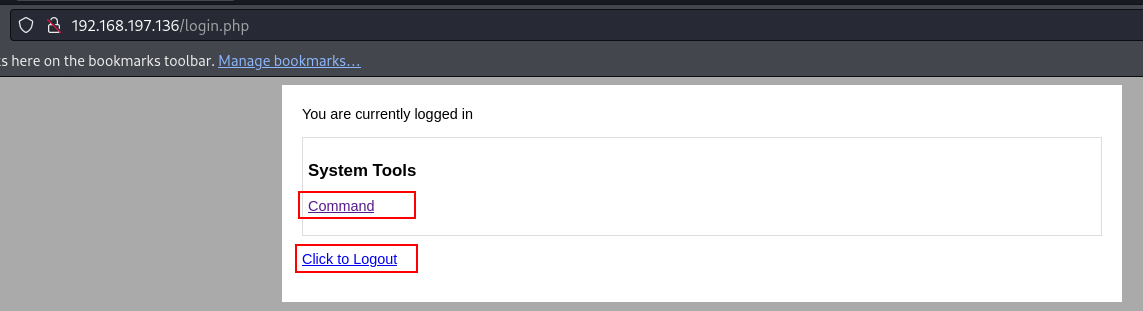 192.168.197.136/login.php
s here on the bookmarks toolbar. Manage bookmarks…
You are currently logged in
System Tools
Command
Click to Logout